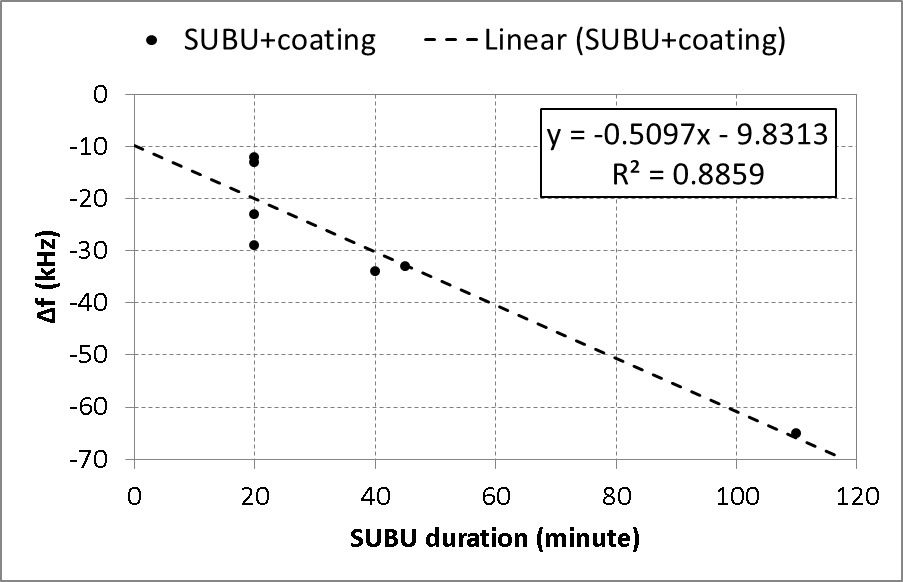 SUBU+coating Linear (SUBU+coating)
0
y = -0.5097x - 9.8313
R² = 0.8859
-10
-20
-30
-40
-50
-60
-70
Δf (kHz)
0 20 40 60 80 100 120
SUBU duration (minute)